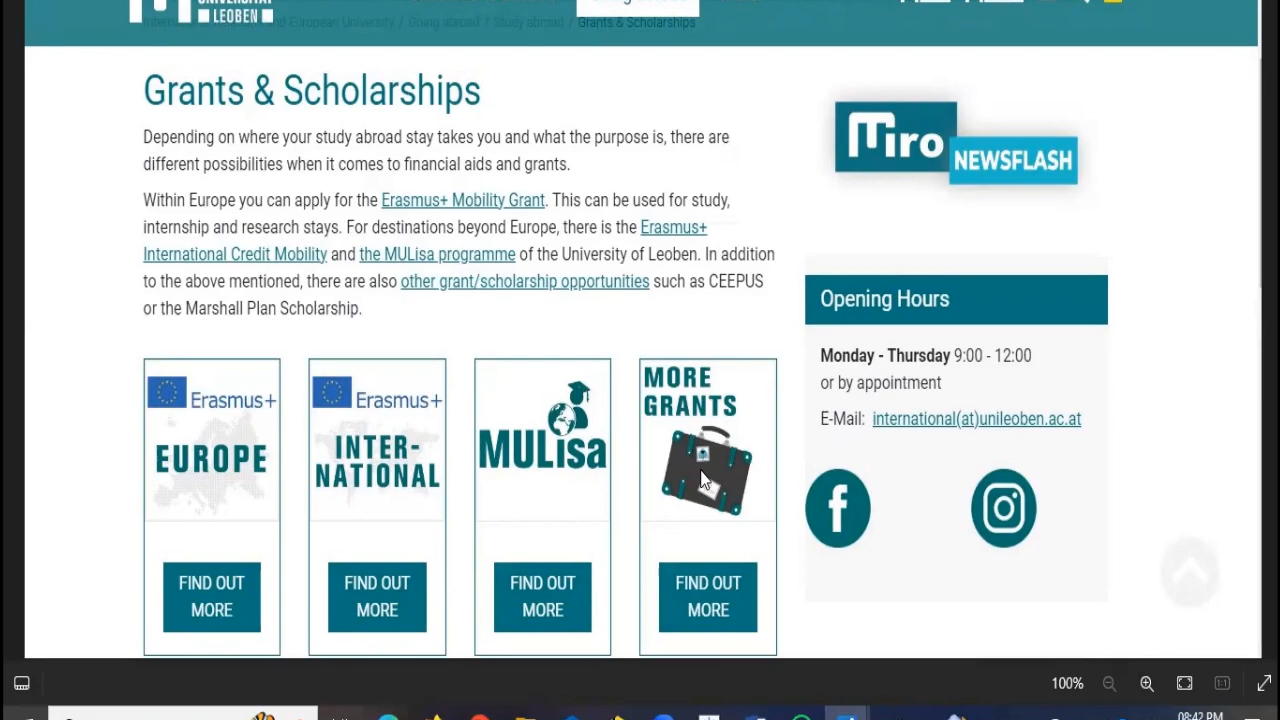 LEOBEN
Grants & Scholarships
Grants & Scholarships
Depending on where your study abroad stay takes you and what the purpose is, there are
different possibilities when it comes to financial aids and grants.
Within Europe you can apply for the Erasmus+ Mobility Grant. This can be used for study,
internship and research stays. For destinations beyond Europe, there is the Erasmus+
International Credit Mobility and the MULisa programme of the University of Leoben. In addition
to the above mentioned, there are also other grant/scholarship opportunities such as CEEPUS
or the Marshall Plan Scholarship.
Erasmus+
EUROPE
FIND OUT
MORE
Erasmus+
INTER-
NATIONAL
FIND OUT
MORE
MULisa
FIND OUT
MORE
MORE
GRANTS
FIND OUT
MORE
Miro
NEWSFLASH
Opening Hours
Monday - Thursday 9:00 - 12:00
or by appointment
E-Mail: international(at)unileoben.ac.at
100%
1:1
08:42 PM